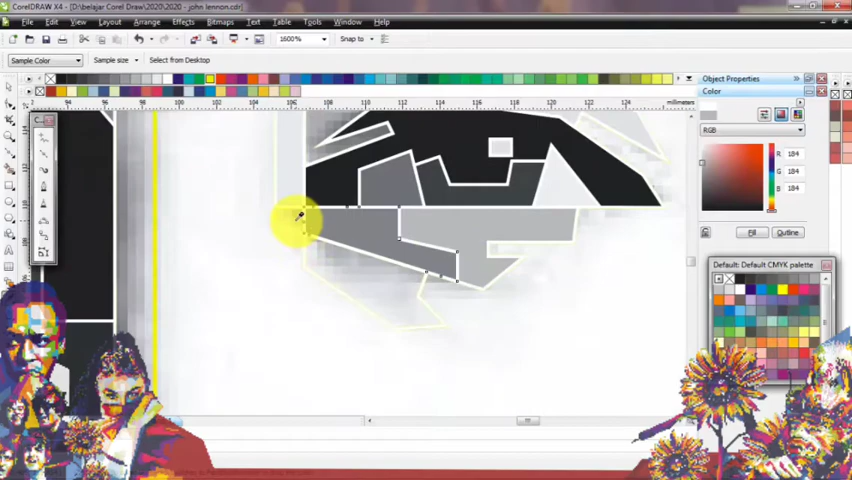 CorelDRAW X4 - [D:\belajar Corel Draw\2020\2020 - john lennon.cdr]
File Edit View Layout Arrange Effects Bitmaps Text Table Tools Window Help
1600% Snap to
Sample Color Sample size Select from Desktop
Object Properties
Color
94 96 98 100 102 104 106 108 110 112 114 116 118 120 122 124 millimeters
C...
RGB
R 184
G 184
B 184
Fill Outline
Default: Default CMYK palette